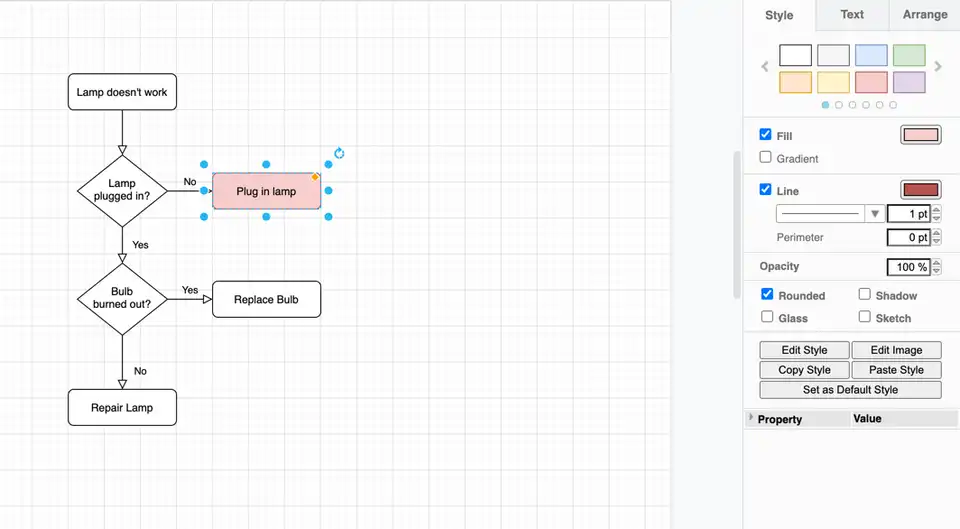 Style Text Arrange
Lamp doesn't work
Lamp
plugged in?
No
Plug in lamp
Yes
Bulb
burned out?
Yes
Replace Bulb
No
Repair Lamp
Fill
Gradient
Line
1 pt
Perimeter 0 pt
Opacity 100 %
Rounded Shadow
Glass Sketch
Edit Style Edit Image
Copy Style Paste Style
Set as Default Style
Property Value